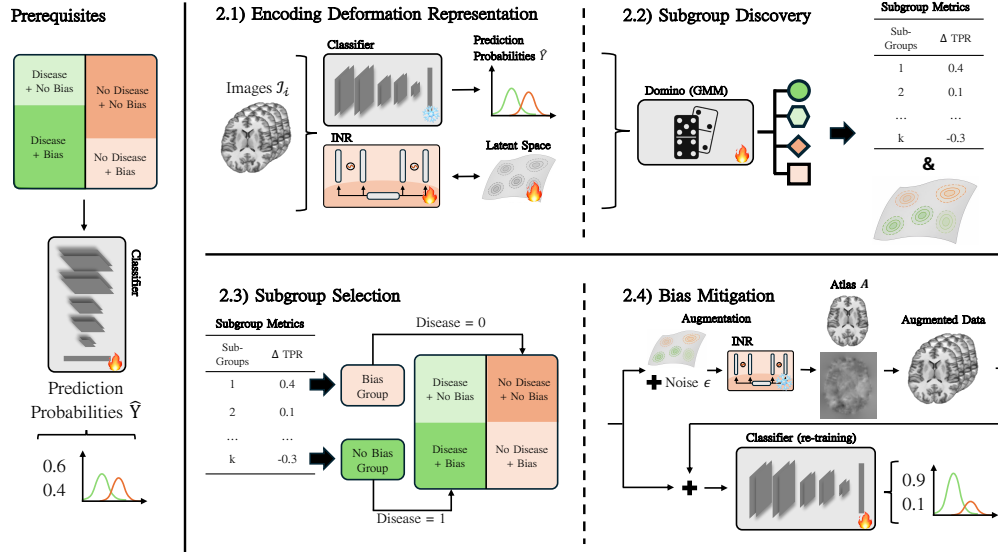 Prerequisites
Disease
+ No Bias
No Disease
+ No Bias
Disease
+ Bias
No Disease
+ Bias
Classifier
Prediction
Probabilities Ŷ
0.6
0.4
2.1) Encoding Deformation Representation
Images ℐᵢ
Classifier
Prediction
Probabilities Ŷ
INR
Latent Space
2.2) Subgroup Discovery
Domino (GMM)
Subgroup Metrics
Sub-
Groups
Δ TPR
1 0.4
2 0.1
... ...
k -0.3
&
2.3) Subgroup Selection
Subgroup Metrics
Sub-
Groups
Δ TPR
1 0.4
2 0.1
... ...
k -0.3
Disease = 0
Bias
Group
No Bias
Group
Disease = 1
Disease
+ No Bias
No Disease
+ No Bias
Disease
+ Bias
No Disease
+ Bias
2.4) Bias Mitigation
Augmentation
+ Noise ϵ
INR
Atlas A
Augmented Data
+
Classifier (re-training)
0.9
0.1